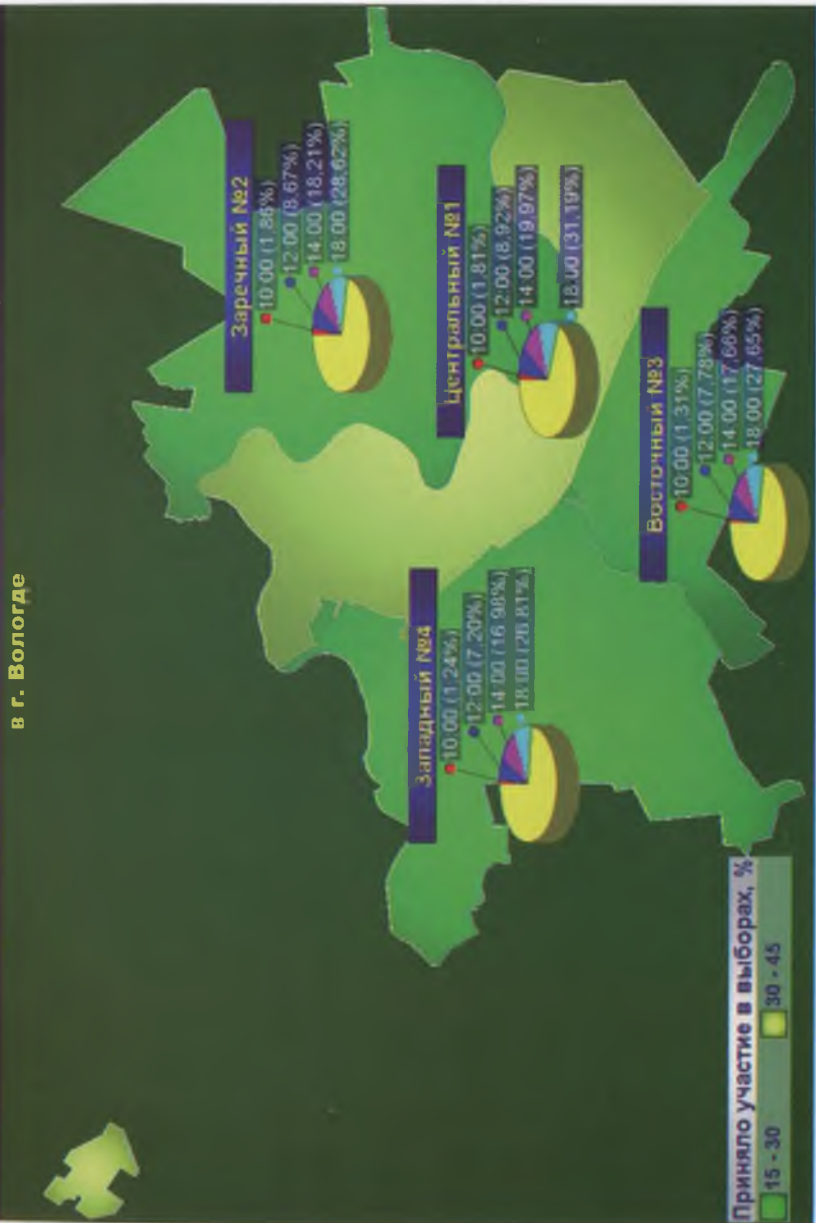 в г. Вологде
Заречный №2
10:00 (1.86%)
12:00 (8.67%)
14:00 (18.21%)
18:00 (28.62%)
Центральный №1
10:00 (1.81%)
12:00 (8.92%)
14:00 (19.97%)
18:00 (31.19%)
Западный №4
10:00 (1.24%)
12:00 (7.20%)
14:00 (16.98%)
18:00 (26.81%)
Восточный №3
10:00 (1.31%)
12:00 (7.78%)
14:00 (17.66%)
18:00 (27.65%)
Приняло участие в выборах, %
15 - 30
30 - 45